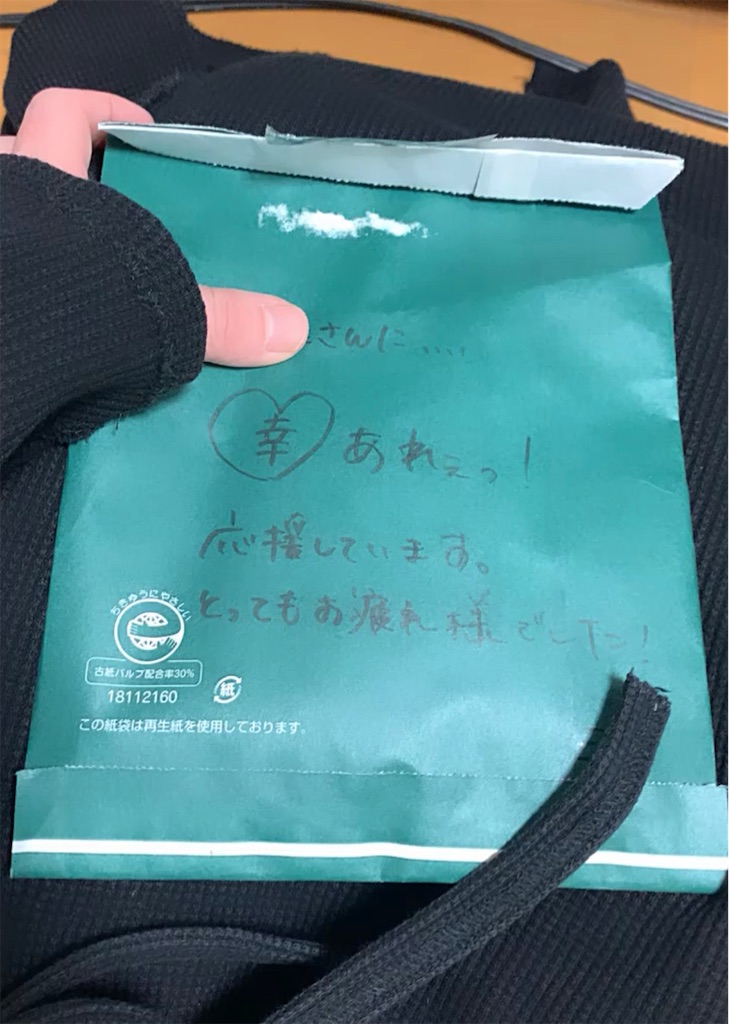 さんに....
幸 あれぇっ!
応援しています。
とってもお疲れ様でした!
ちきゅうにやさしい
古紙パルプ配合率30%
18112160
紙
この紙袋は再生紙を使用しております。